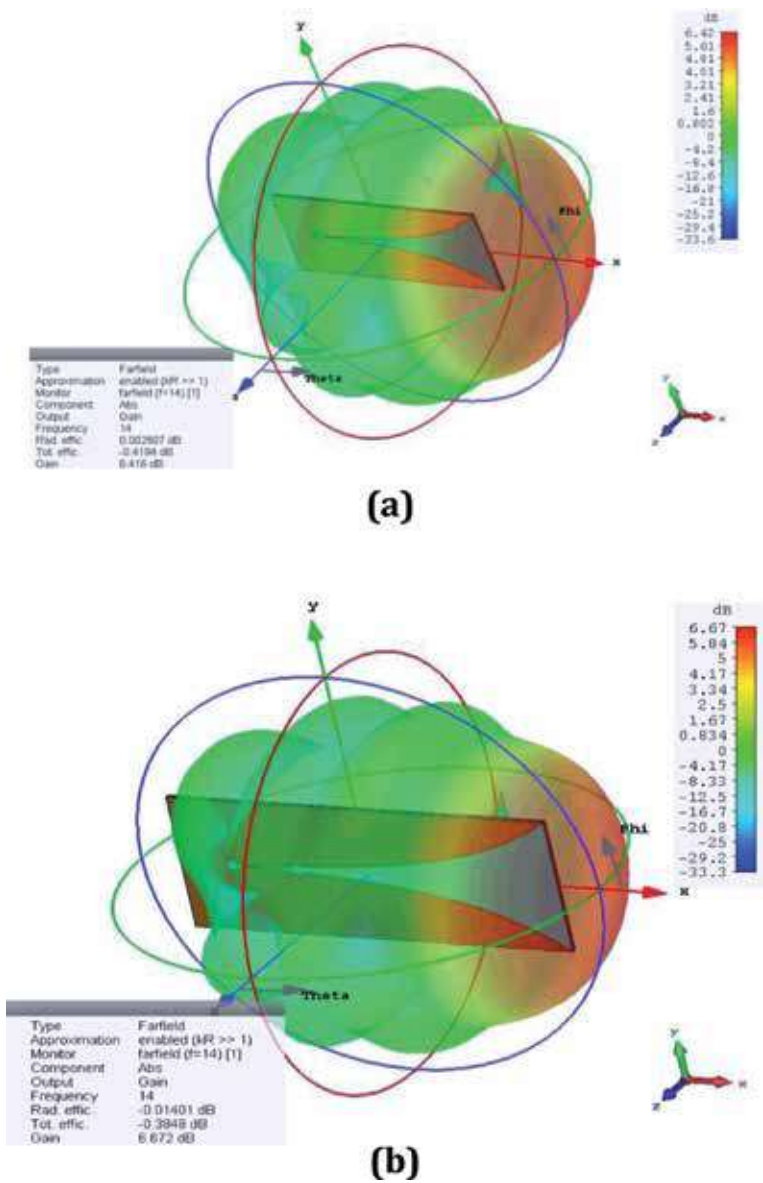 y
dB
6.42
5.61
4.81
4.01
3.21
2.41
1.6
0.802
0
-4.2
-8.4
-12.6
-16.8
-21
-25.2
-29.4
-33.6
Phi
x
Theta
z
Type Farfield
Approximation enabled (kR >> 1)
Monitor farfield (f=14) [1]
Component Abs
Output Gain
Frequency 14
Rad. effic. 0.002607 dB
Tot. effic. -0.4194 dB
Gain 6.416 dB
y
x
z
(a)
y
dB
6.67
5.84
5
4.17
3.34
2.5
1.67
0.834
0
-4.17
-8.33
-12.5
-16.7
-20.8
-25
-29.2
-33.3
Phi
x
Theta
Type Farfield
Approximation enabled (kR >> 1)
Monitor farfield (f=14) [1]
Component Abs
Output Gain
Frequency 14
Rad. effic. -0.01401 dB
Tot. effic. -0.3848 dB
Gain 6.672 dB
y
x
z
(b)